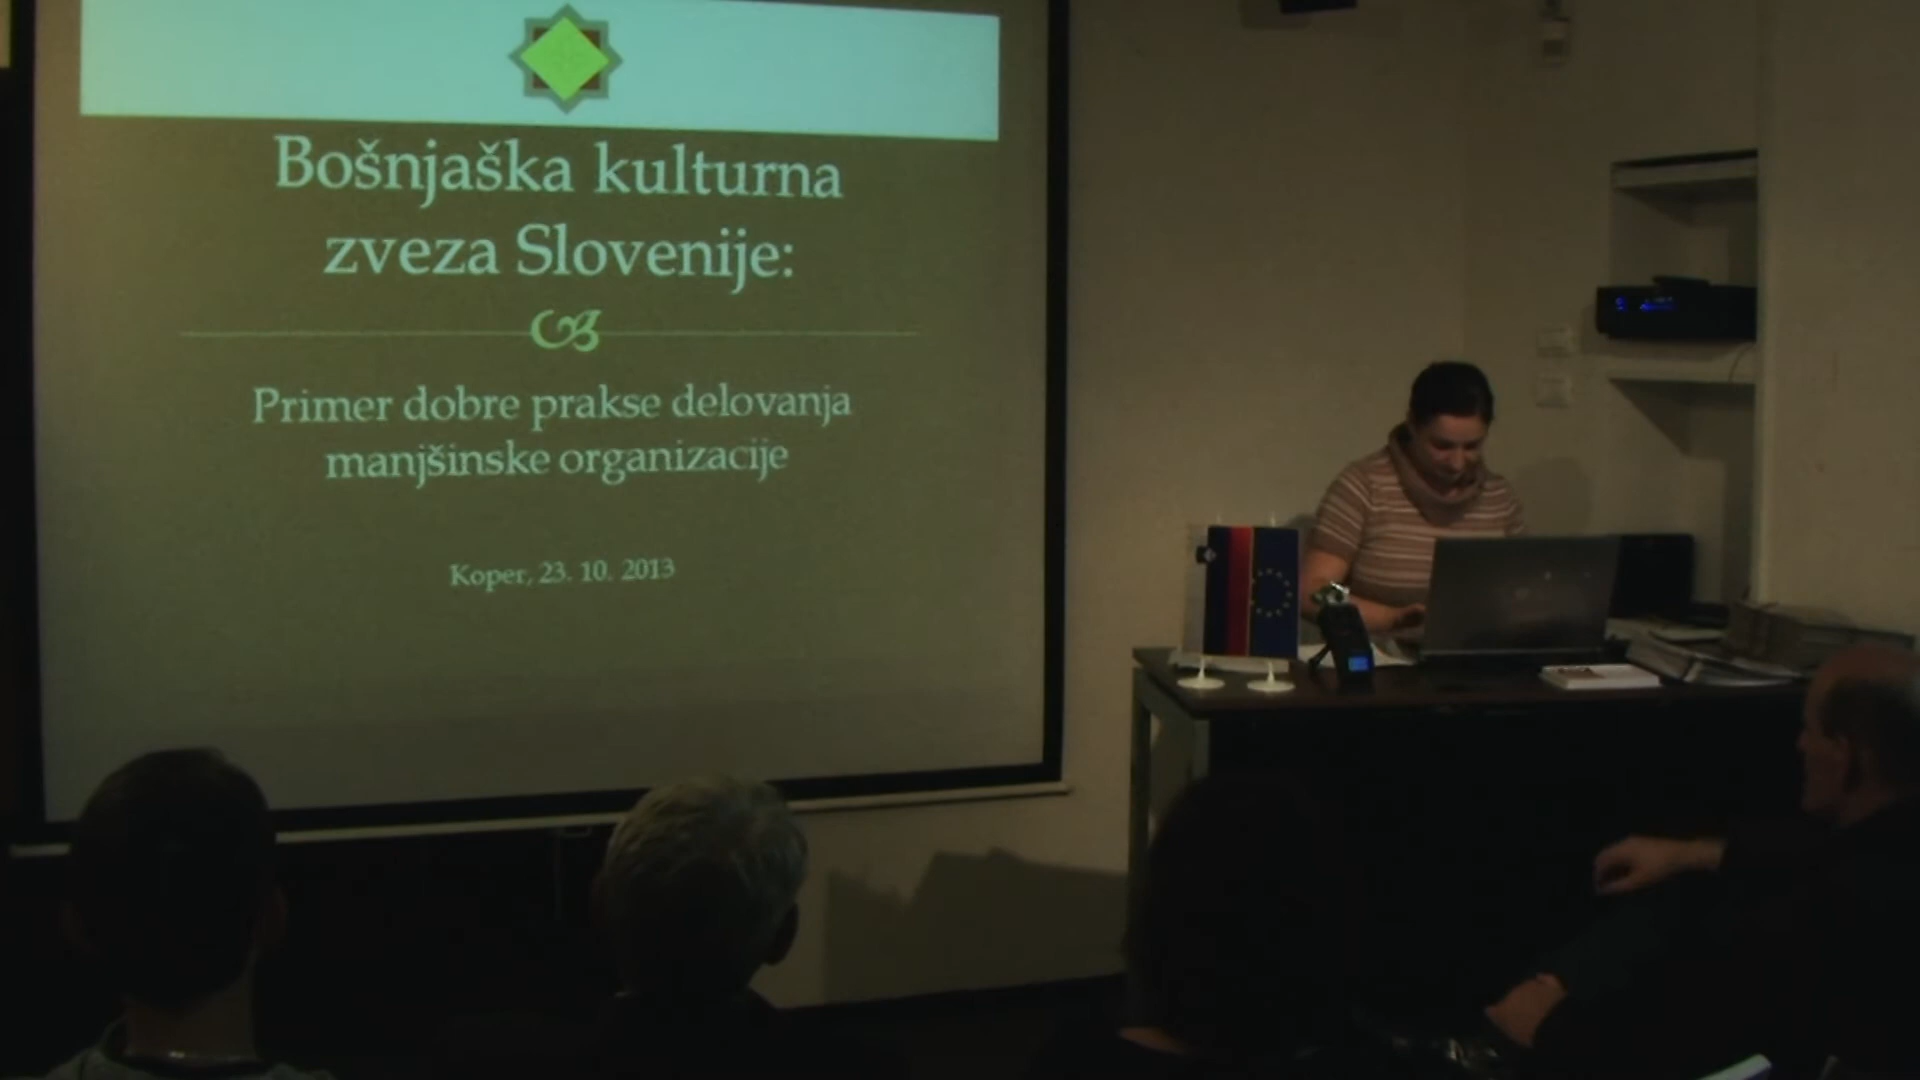 Bošnjaška kulturna
zveza Slovenije:
Primer dobre prakse delovanja
manjšinske organizacije
Koper, 23. 10. 2013